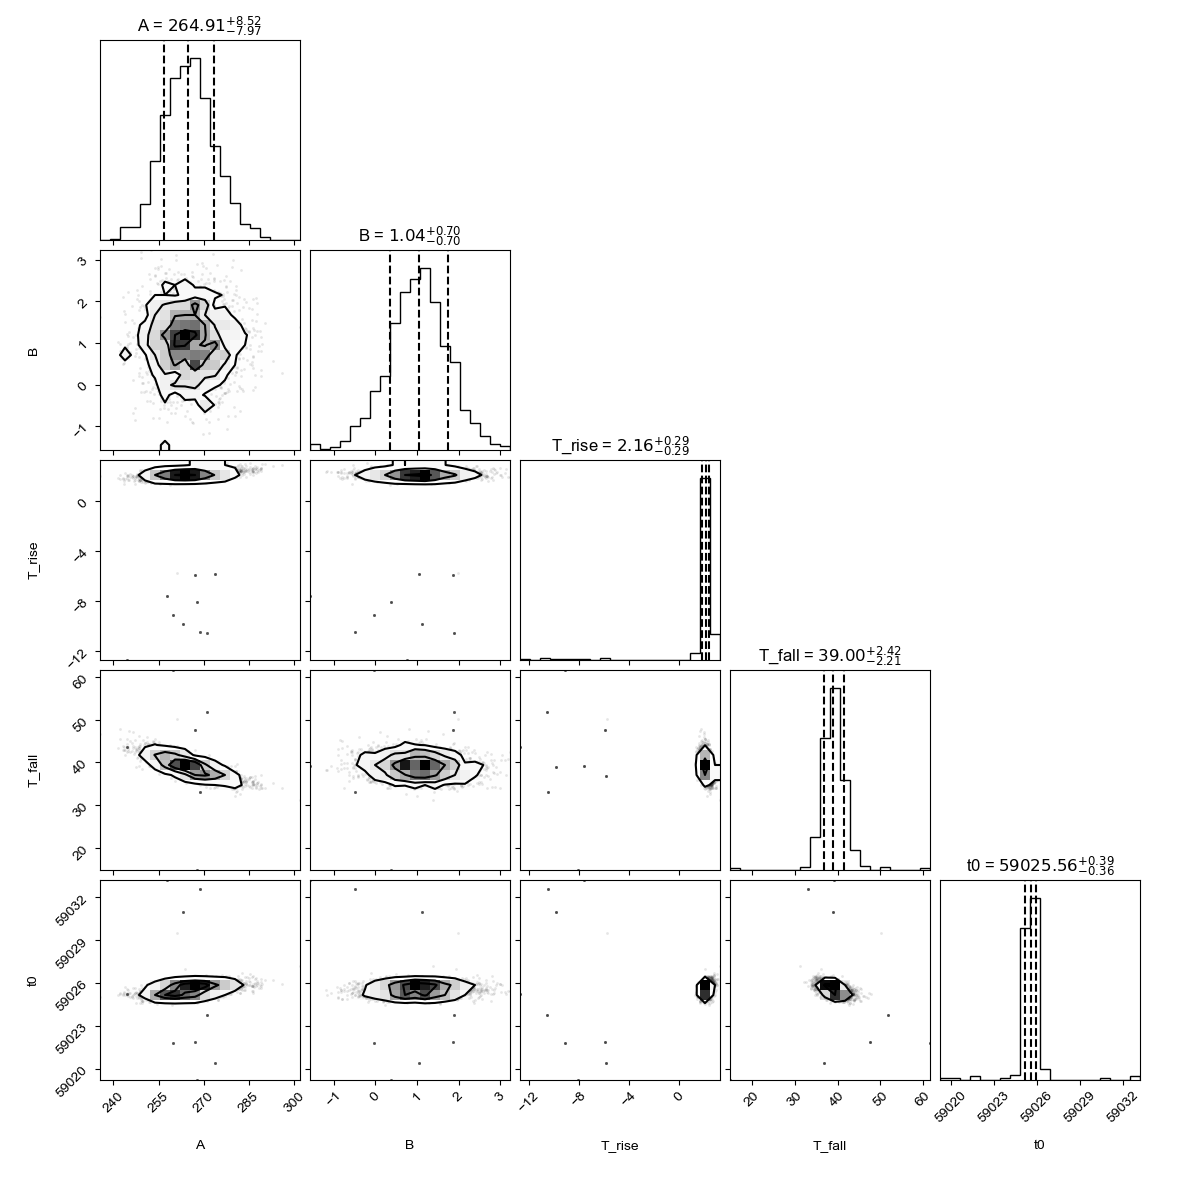 A = 264.91+8.52 −7.97
B = 1.04+0.70 −0.70
3
2
1
0
−1
B
T_rise = 2.16+0.29 −0.29
0
−4
−8
−12
T_rise
T_fall = 39.00+2.42 −2.21
60
50
40
30
20
T_fall
t0 = 59025.56+0.39 −0.36
59032
59029
59026
59023
59020
t0
240 255 270 285 300
−1 0 1 2 3
−12 −8 −4 0
20 30 40 50 60
59020 59023 59026 59029 59032
A B T_rise T_fall t0